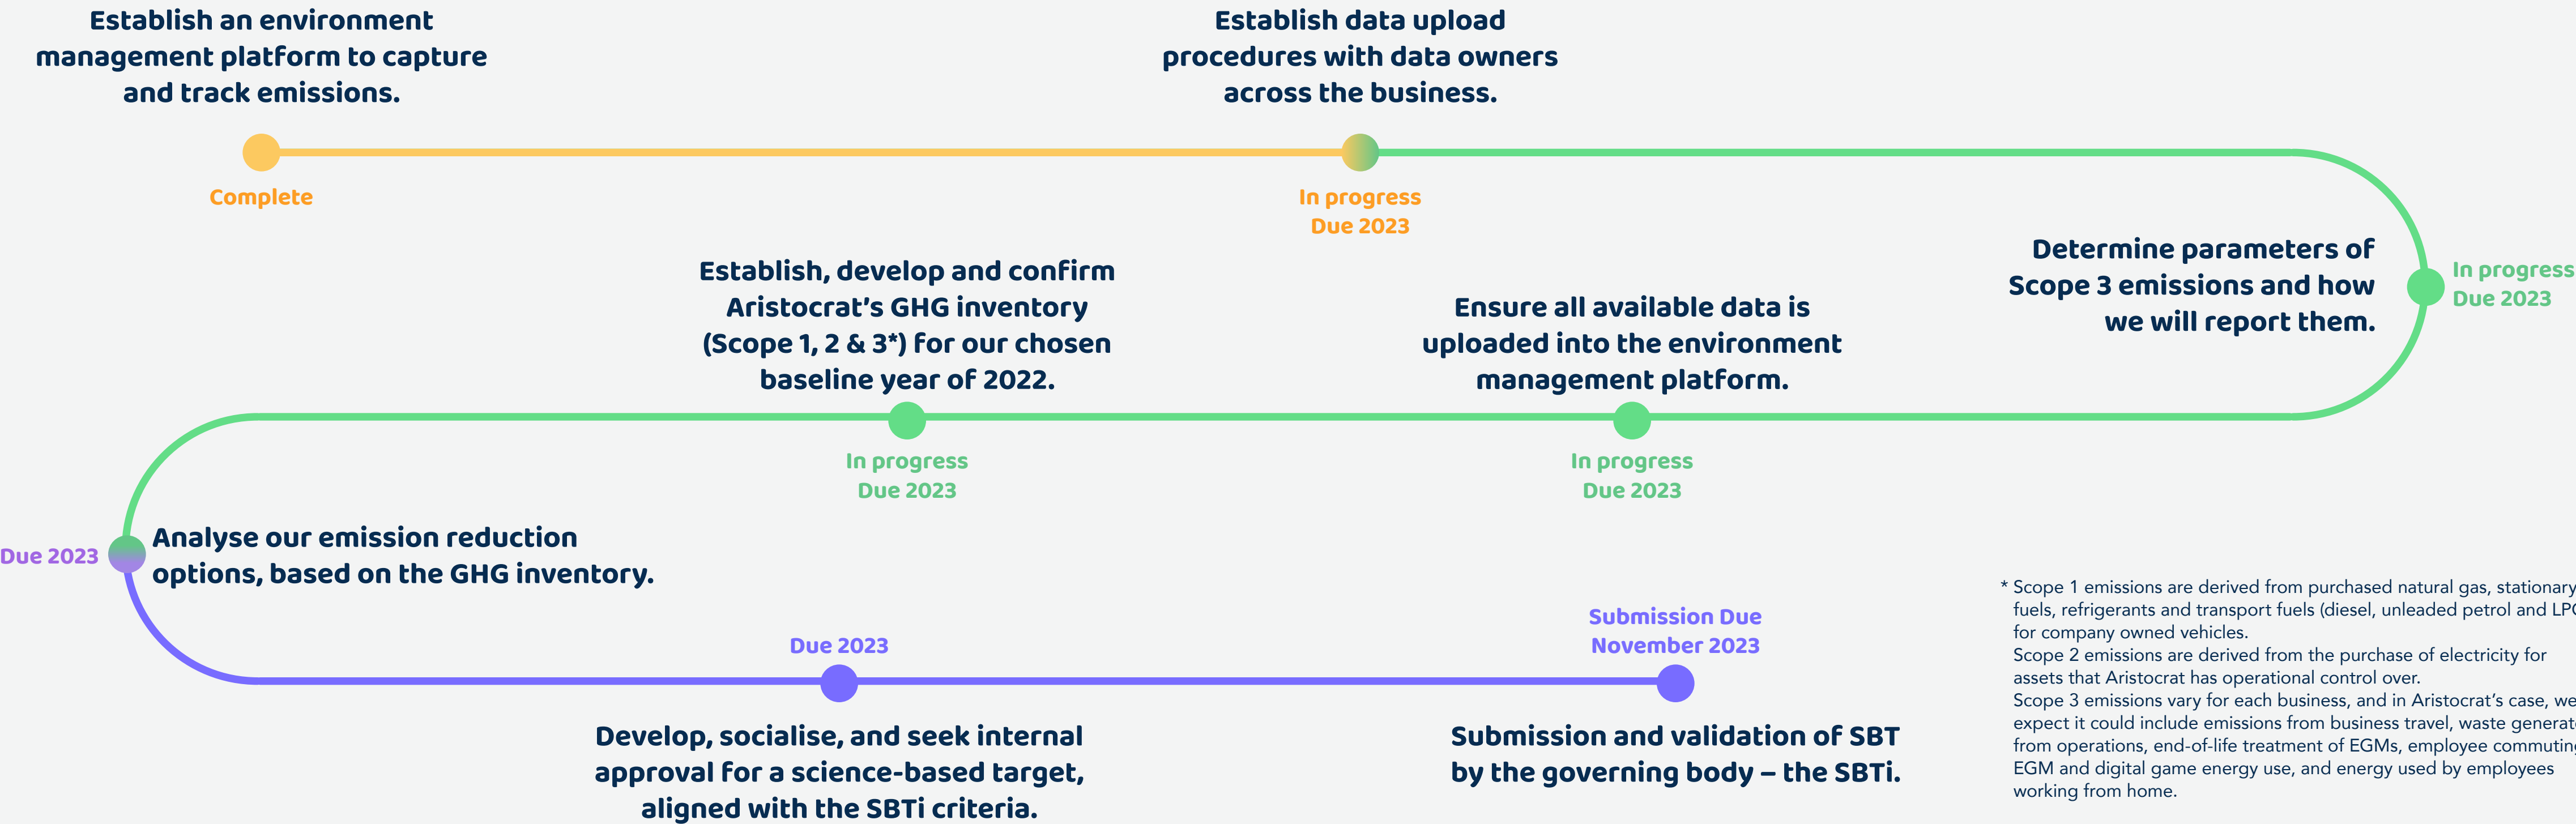 Establish an environment
management platform to capture
and track emissions.
Complete
Establish data upload
procedures with data owners
across the business.
In progress
Due 2023
Determine parameters of
Scope 3 emissions and how
we will report them.
In progress
Due 2023
Ensure all available data is
uploaded into the environment
management platform.
In progress
Due 2023
Establish, develop and confirm
Aristocrat’s GHG inventory
(Scope 1, 2 & 3*) for our chosen
baseline year of 2022.
In progress
Due 2023
Due 2023
Analyse our emission reduction
options, based on the GHG inventory.
Due 2023
Develop, socialise, and seek internal
approval for a science-based target,
aligned with the SBTi criteria.
Submission Due
November 2023
Submission and validation of SBT
by the governing body – the SBTi.
* Scope 1 emissions are derived from purchased natural gas, stationary
fuels, refrigerants and transport fuels (diesel, unleaded petrol and
for company owned vehicles.
Scope 2 emissions are derived from the purchase of electricity for
assets that Aristocrat has operational control over.
Scope 3 emissions vary for each business, and in Aristocrat’s case, we
expect it could include emissions from business travel, waste
from operations, end-of-life treatment of EGMs, employee
EGM and digital game energy use, and energy used by employees
working from home.